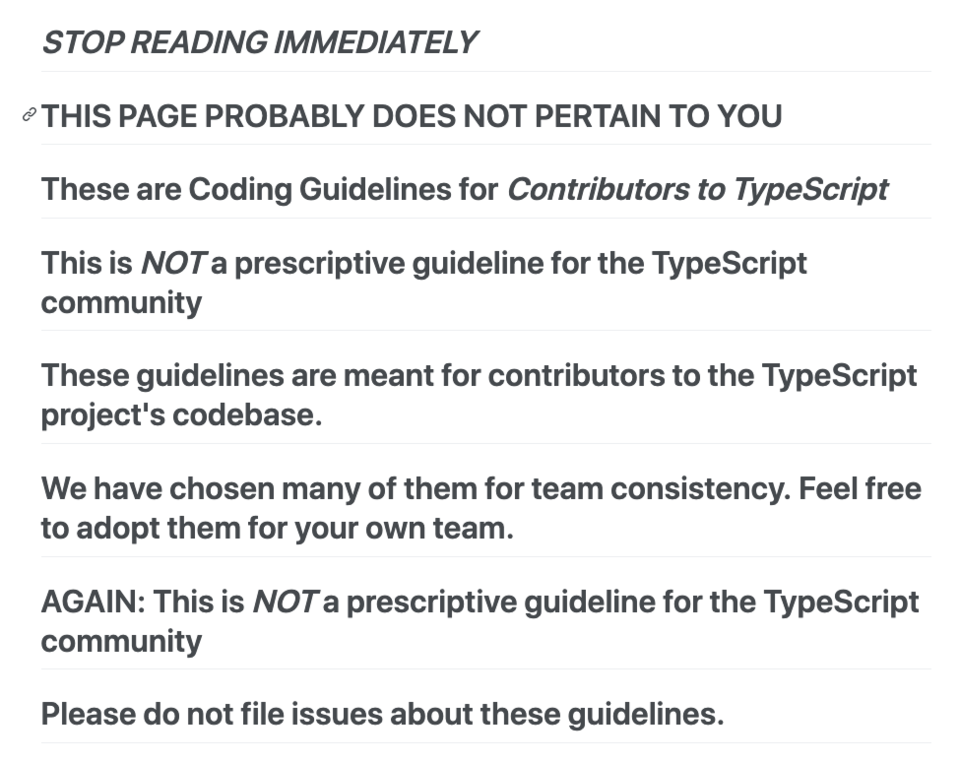 STOP READING IMMEDIATELY
THIS PAGE PROBABLY DOES NOT PERTAIN TO YOU
These are Coding Guidelines for Contributors to TypeScript
This is NOT a prescriptive guideline for the TypeScript
community
These guidelines are meant for contributors to the TypeScript
project's codebase.
We have chosen many of them for team consistency. Feel free
to adopt them for your own team.
AGAIN: This is NOT a prescriptive guideline for the TypeScript
community
Please do not file issues about these guidelines.